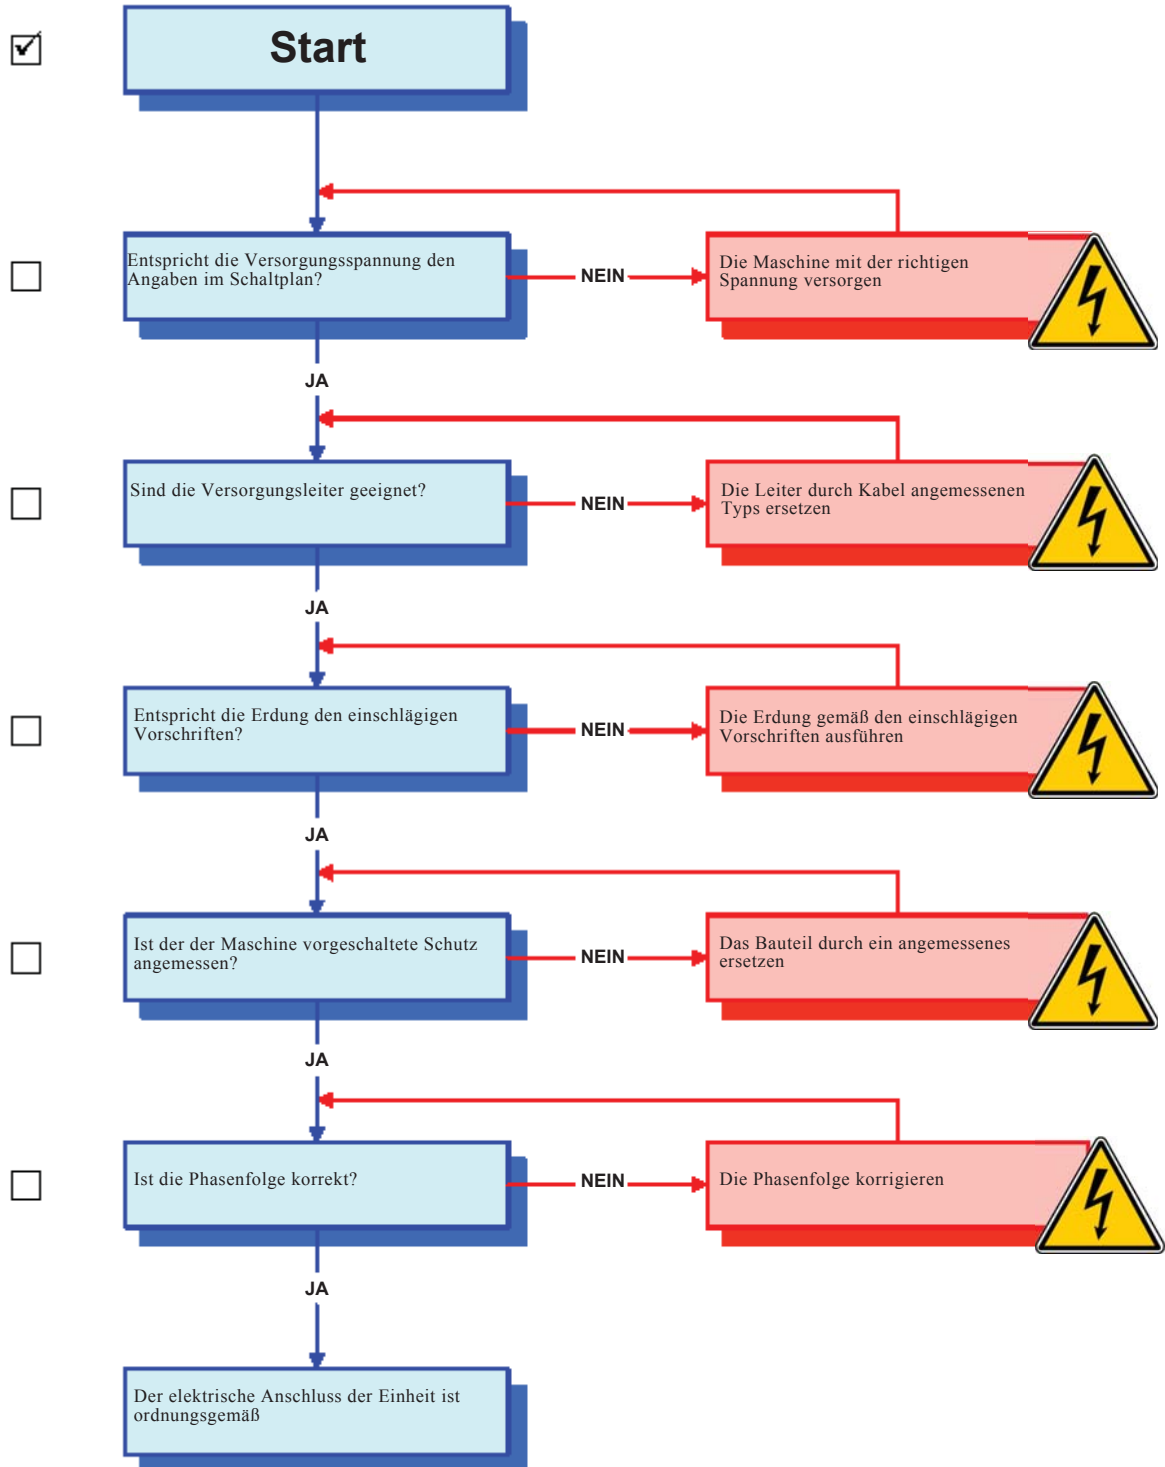 Start
Entspricht die Versorgungsspannung den
Angaben im Schaltplan?
NEIN
Die Maschine mit der richtigen
Spannung versorgen
JA
Sind die Versorgungsleiter geeignet?
NEIN
Die Leiter durch Kabel angemessenen
Typs ersetzen
JA
Entspricht die Erdung den einschlägigen
Vorschriften?
NEIN
Die Erdung gemäß den einschlägigen
Vorschriften ausführen
JA
Ist der der Maschine vorgeschaltete Schutz
angemessen?
NEIN
Das Bauteil durch ein angemessenes
ersetzen
JA
Ist die Phasenfolge korrekt?
NEIN
Die Phasenfolge korrigieren
JA
Der elektrische Anschluss der Einheit ist
ordnungsgemäß